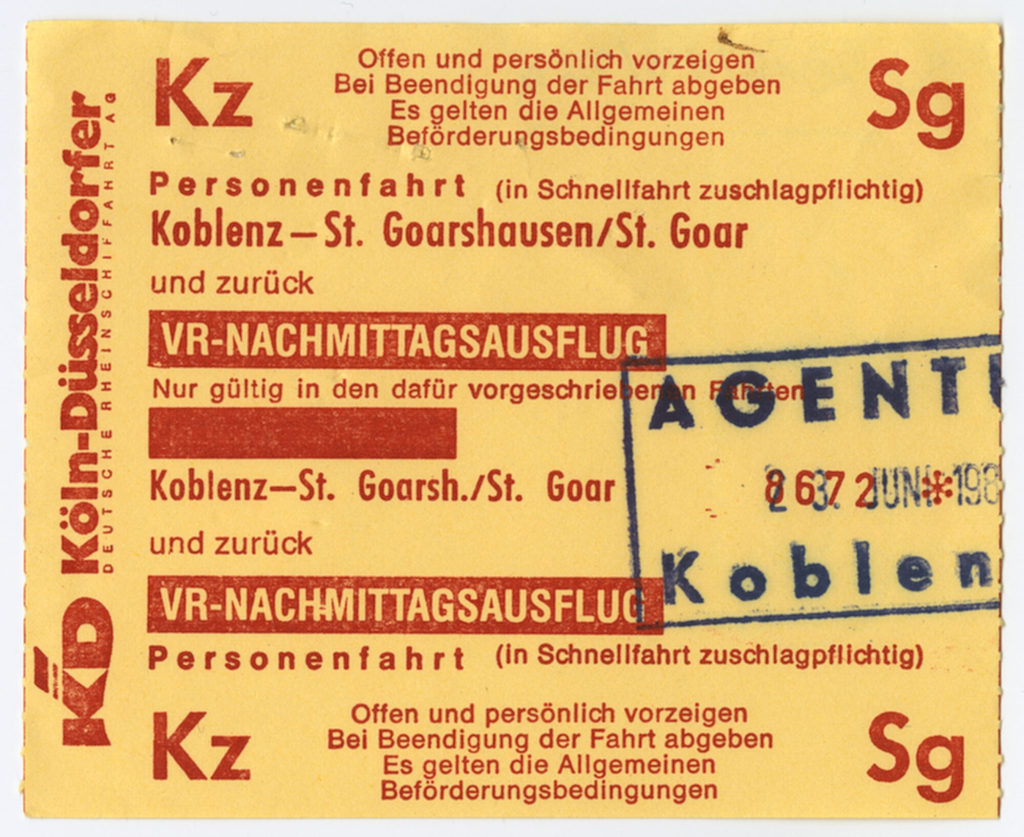 Kz
Offen und persönlich vorzeigen
Bei Beendigung der Fahrt abgeben
Es gelten die Allgemeinen
Beförderungsbedingungen
Sg
Personenfahrt (in Schnellfahrt zuschlagpflichtig)
Koblenz – St. Goarshausen/St. Goar
und zurück
VR-NACHMITTAGSAUSFLUG
Nur gültig in den dafür vorgeschriebenen Fahrten
Koblenz–St. Goarsh./St. Goar
und zurück
VR-NACHMITTAGSAUSFLUG
Personenfahrt (in Schnellfahrt zuschlagpflichtig)
Kz
Offen und persönlich vorzeigen
Bei Beendigung der Fahrt abgeben
Es gelten die Allgemeinen
Beförderungsbedingungen
Sg
KD Köln-Düsseldorfer
DEUTSCHE RHEINSCHIFFAHRT AG
AGENTU
8672 *
23. JUNI 198
Koblen